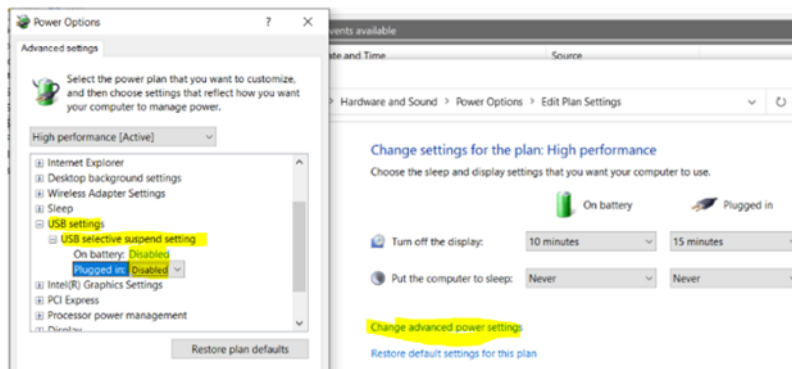 Power Options
?
Advanced settings
Select the power plan that you want to customize,
and then choose settings that reflect how you want
your computer to manage power.
High performance [Active]
Internet Explorer
Desktop background settings
Wireless Adapter Settings
Sleep
USB settings
USB selective suspend setting
On battery: Disabled
Plugged in: Disabled
Intel(R) Graphics Settings
PCI Express
Processor power management
Display
Restore plan defaults
available
and Time
Source
Hardware and Sound > Power Options > Edit Plan Settings
Change settings for the plan: High performance
Choose the sleep and display settings that you want your computer to use.
On battery
Plugged in
Turn off the display:
10 minutes
15 minutes
Put the computer to sleep:
Never
Never
Change advanced power settings
Restore default settings for this plan